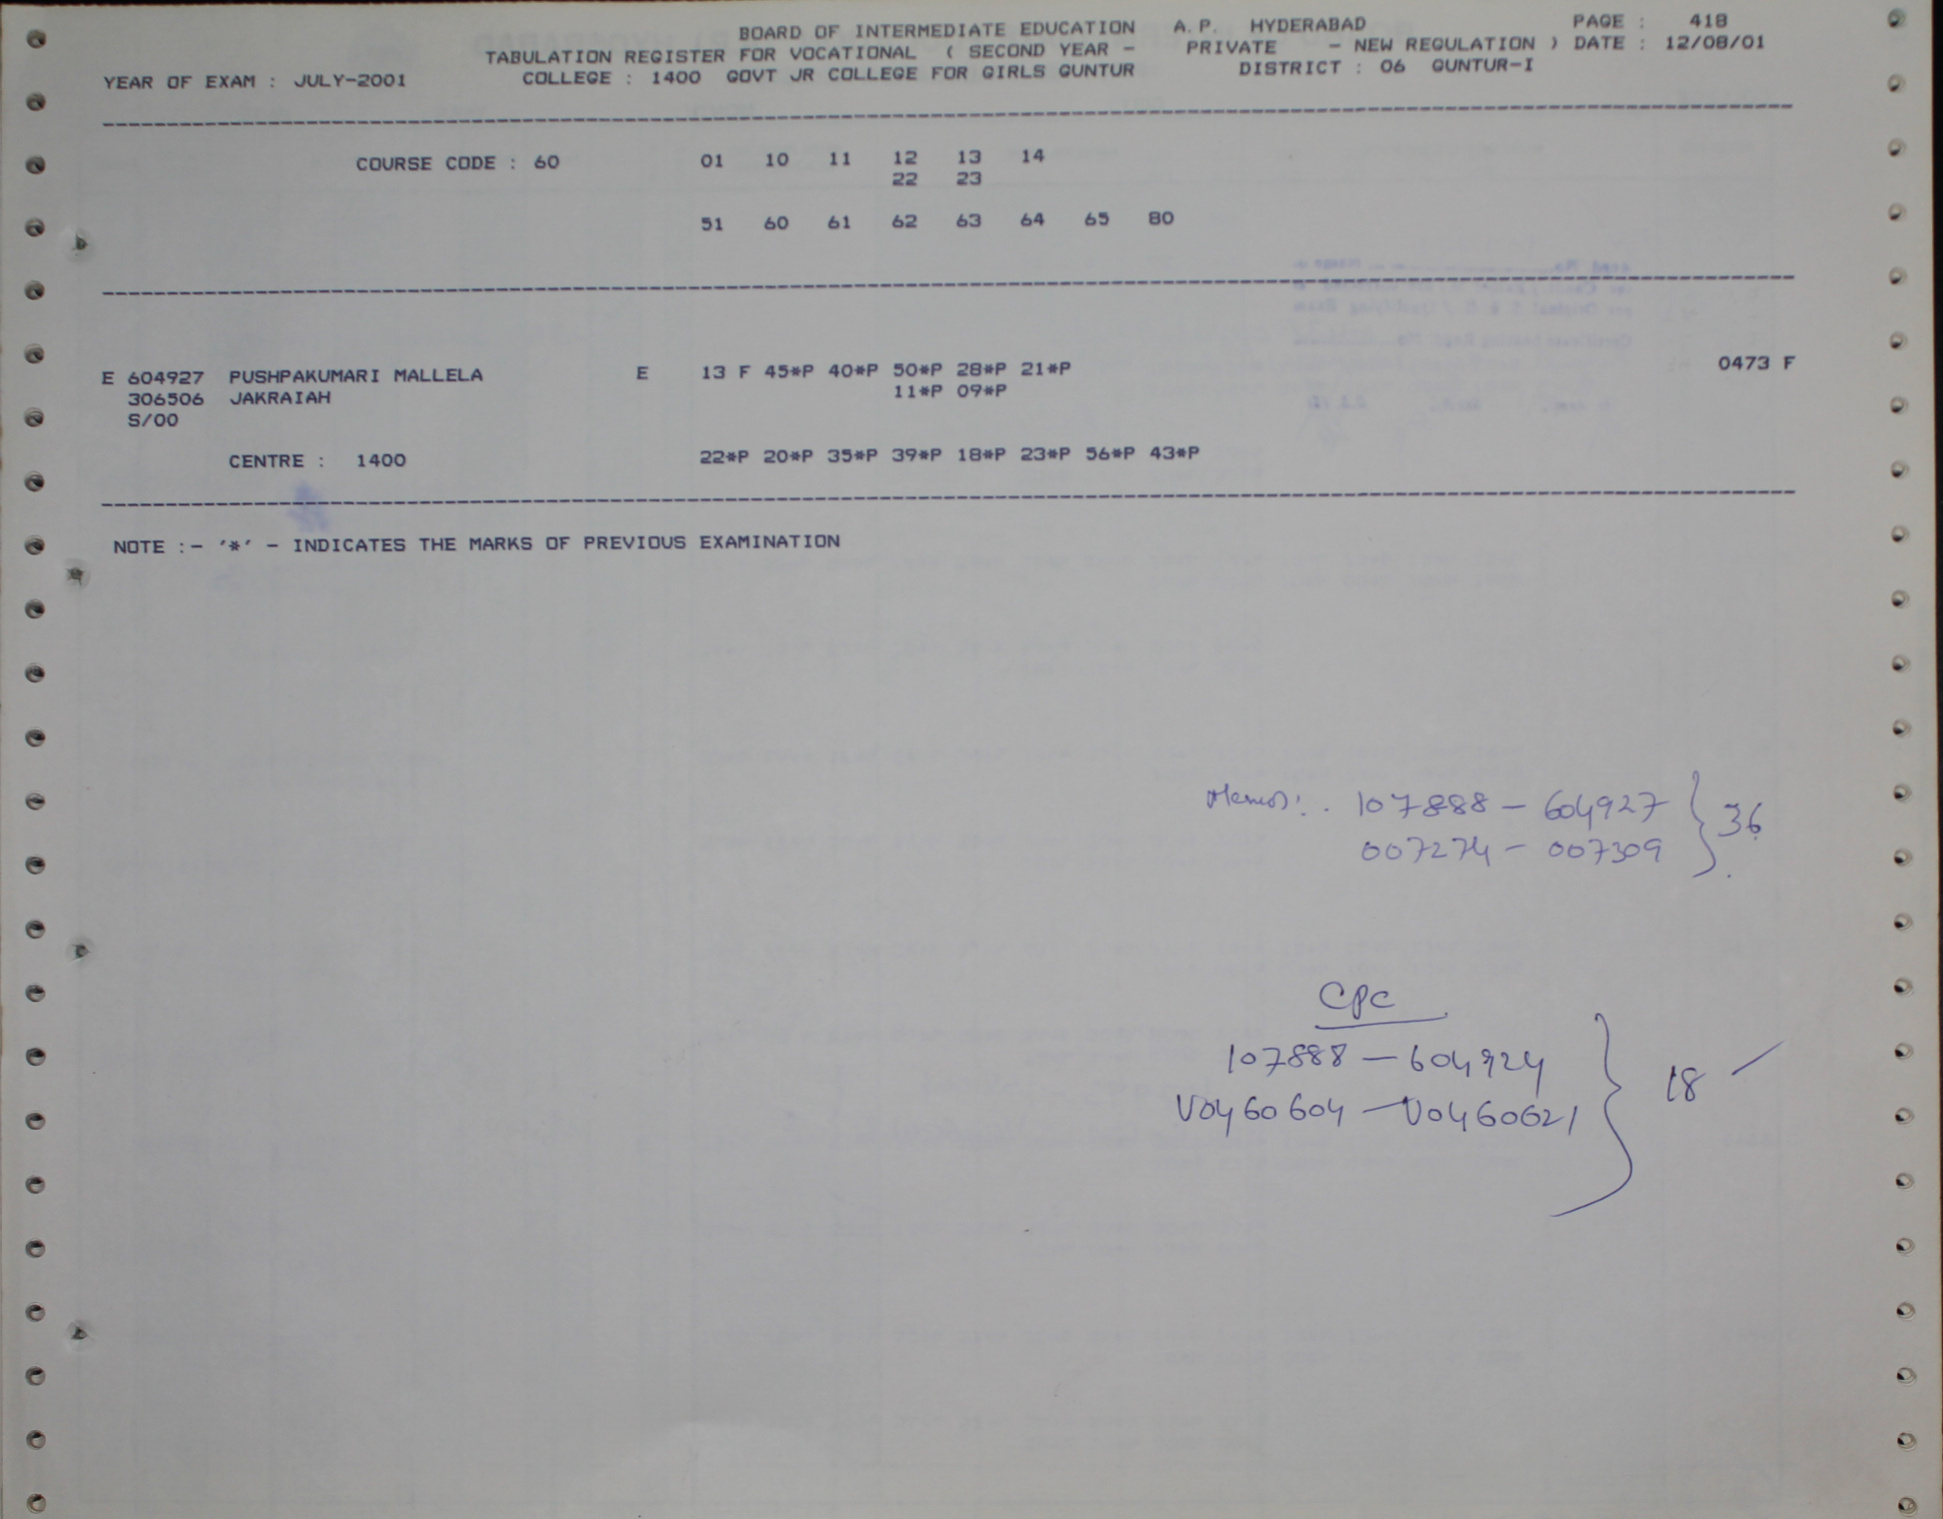 BOARD OF INTERMEDIATE EDUCATION A.P. HYDERABAD PAGE : 418
TABULATION REGISTER FOR VOCATIONAL ( SECOND YEAR - PRIVATE - NEW REGULATION ) DATE : 12/08/01
YEAR OF EXAM : JULY-2001 COLLEGE : 1400 GOVT JR COLLEGE FOR GIRLS GUNTUR DISTRICT : 06 GUNTUR-I
COURSE CODE : 60 01 10 11 12 13 14
22 23
51 60 61 62 63 64 65 80
E 604927 PUSHPAKUMARI MALLELA E 13 F 45*P 40*P 50*P 28*P 21*P 0473 F
306506 JAKRAIAH 11*P 09*P
S/00
CENTRE : 1400 22*P 20*P 35*P 39*P 18*P 23*P 56*P 43*P
NOTE :- '*' - INDICATES THE MARKS OF PREVIOUS EXAMINATION
Memos: 107888 - 604927 } 36
007274 - 007309
CPC
107888 - 604924 } 18
V0460604 - V0460621